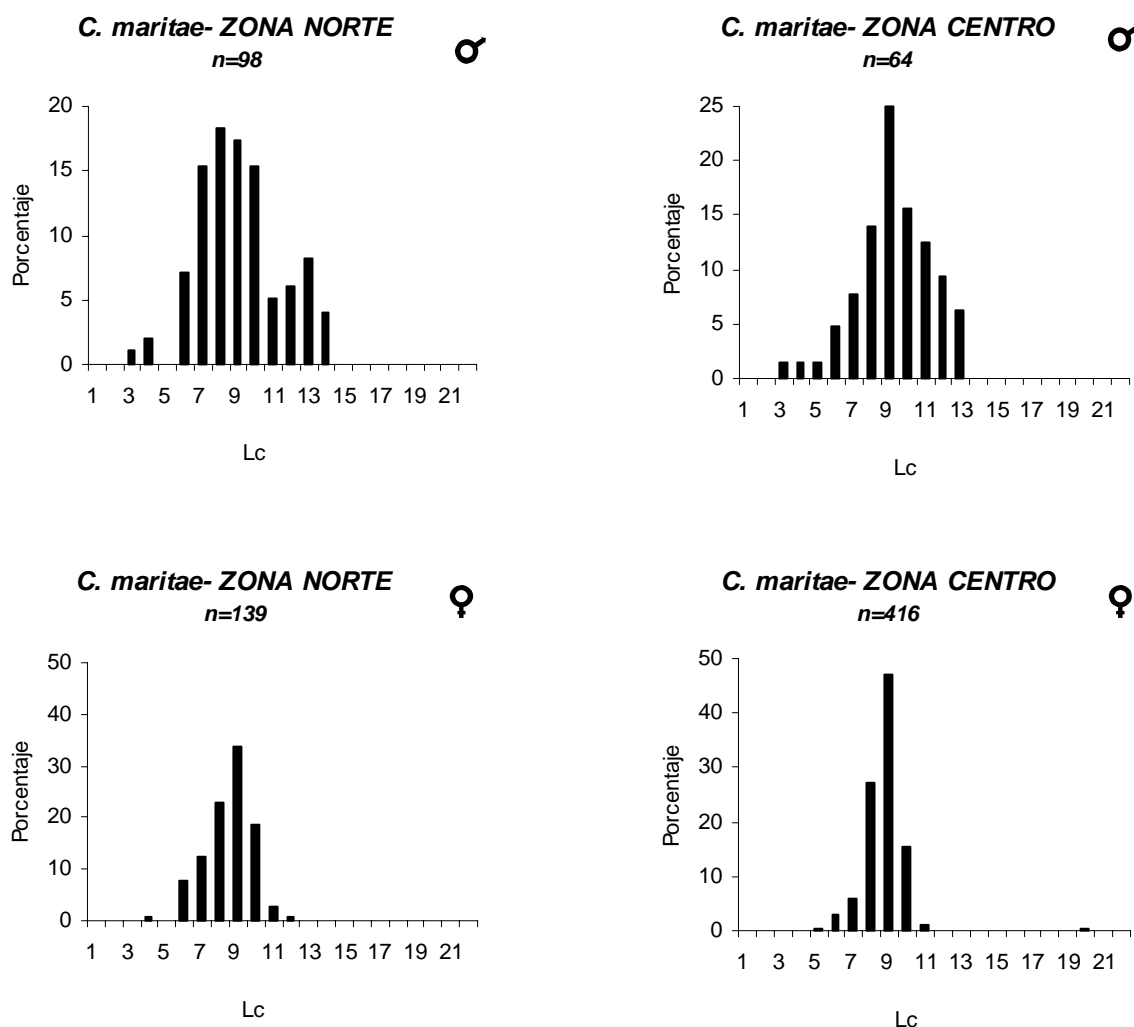 C. maritae- ZONA NORTE
n=98
♂
20
15
10
5
0
Porcentaje
1 3 5 7 9 11 13 15 17 19 21
Lc
C. maritae- ZONA CENTRO
n=64
♂
25
20
15
10
5
0
Porcentaje
1 3 5 7 9 11 13 15 17 19 21
Lc
C. maritae- ZONA NORTE
n=139
♀
50
40
30
20
10
0
Porcentaje
1 3 5 7 9 11 13 15 17 19 21
Lc
C. maritae- ZONA CENTRO
n=416
♀
50
40
30
20
10
0
Porcentaje
1 3 5 7 9 11 13 15 17 19 21
Lc